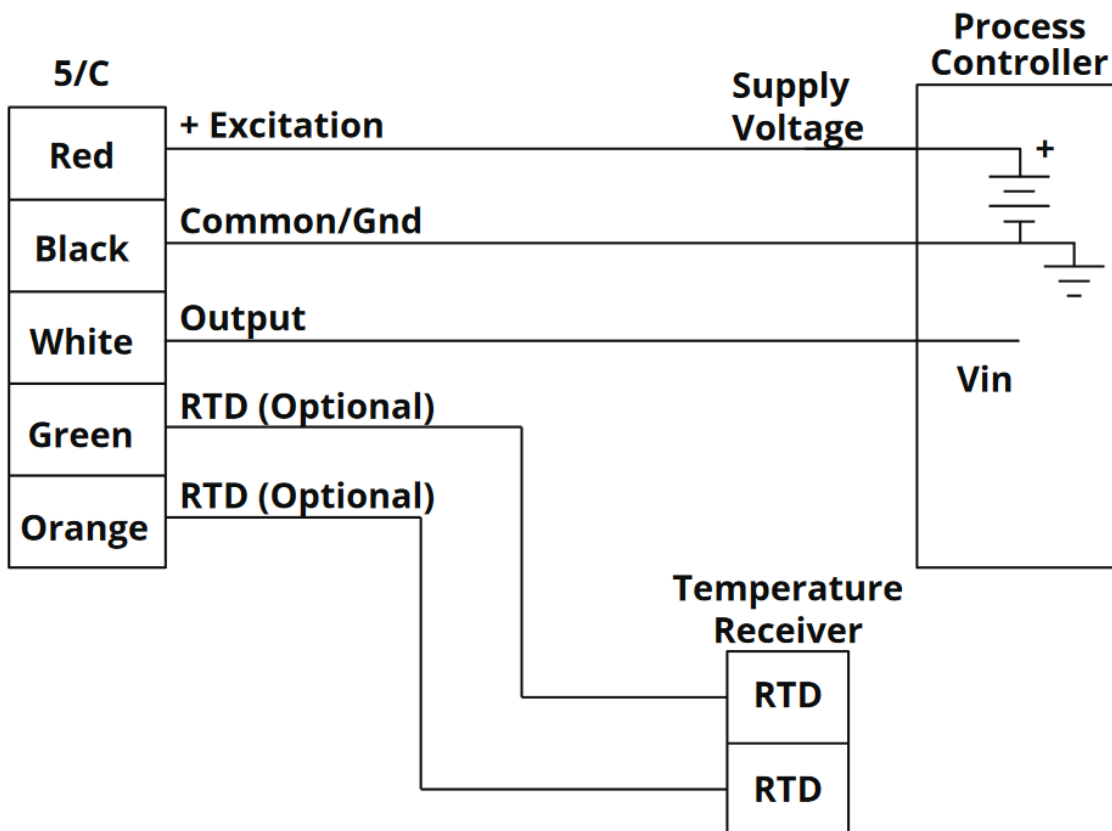 Process
Controller
5/C
Supply
Voltage
+ Excitation
Red
+
Common/Gnd
Black
Output
White
Vin
RTD (Optional)
Green
RTD (Optional)
Orange
Temperature
Receiver
RTD
RTD